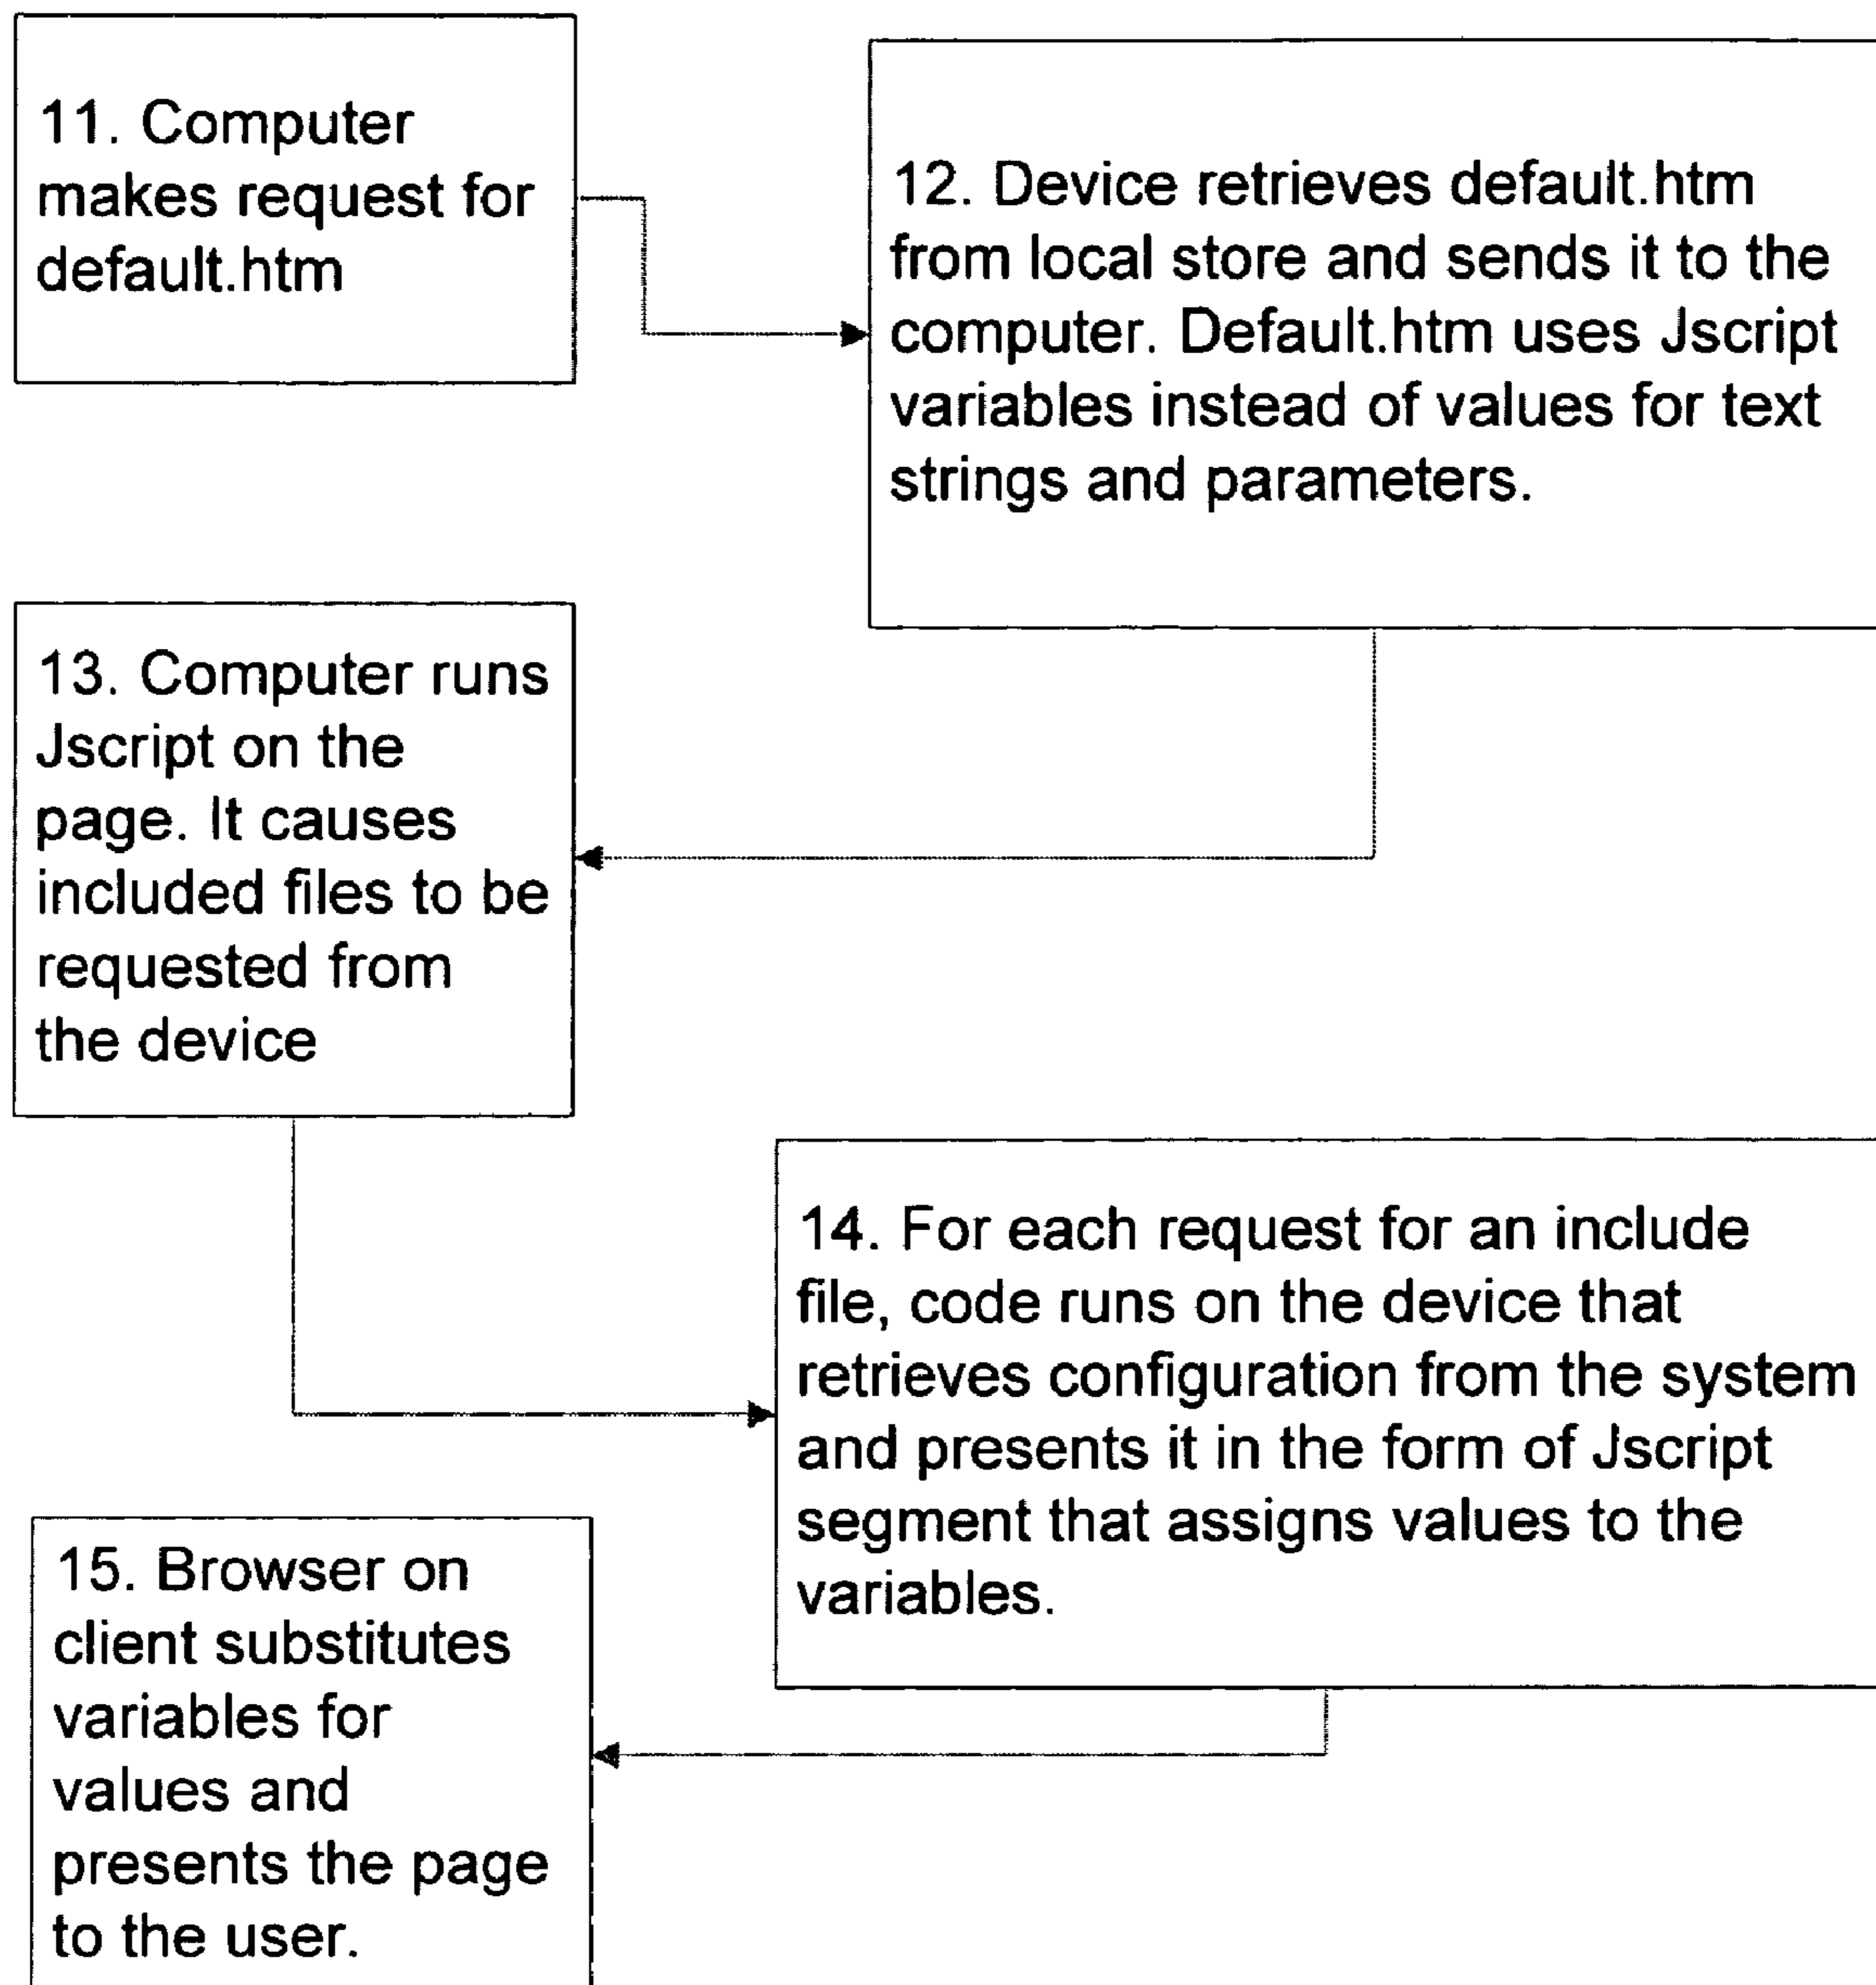 11. Computer
makes request for
default.htm
12. Device retrieves default.htm
from local store and sends it to the
computer. Default.htm uses Jscript
variables instead of values for text
strings and parameters.
13. Computer runs
Jscript on the
page. It causes
included files to be
requested from
the device
14. For each request for an include
file, code runs on the device that
retrieves configuration from the system
and presents it in the form of Jscript
segment that assigns values to the
variables.
15. Browser on
client substitutes
variables for
values and
presents the page
to the user.